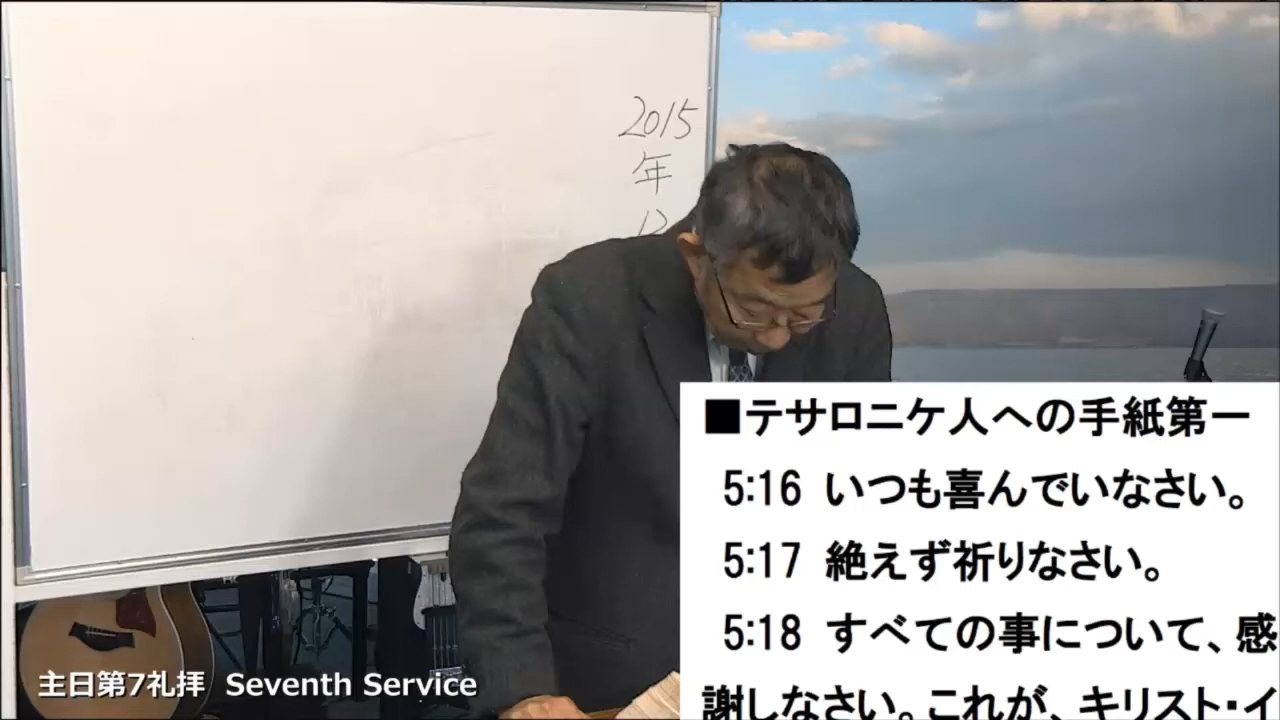 2015
年
12
■テサロニケ人への手紙第一
5:16 いつも喜んでいなさい。
5:17 絶えず祈りなさい。
5:18 すべての事について、感
謝しなさい。これが、キリスト・イ
主日第7礼拝 Seventh Service